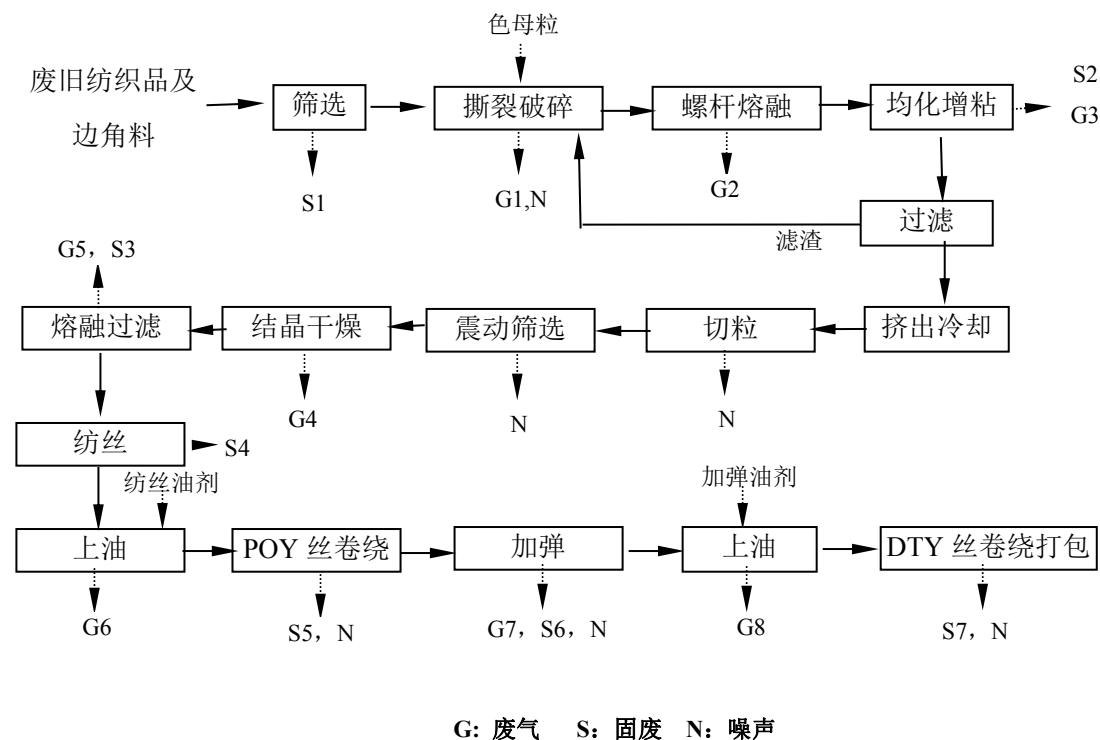 色母粒
废旧纺织品及
边角料
筛选
撕裂破碎
螺杆熔融
均化增粘
S2
G3
S1
G1,N
G2
过滤
滤渣
G5，S3
熔融过滤
结晶干燥
震动筛选
切粒
挤出冷却
G4
N
N
纺丝
S4
纺丝油剂
加弹油剂
上油
POY 丝卷绕
加弹
上油
DTY 丝卷绕打包
G6
S5，N
G7，S6，N
G8
S7，N
G: 废气 S：固废 N：噪声